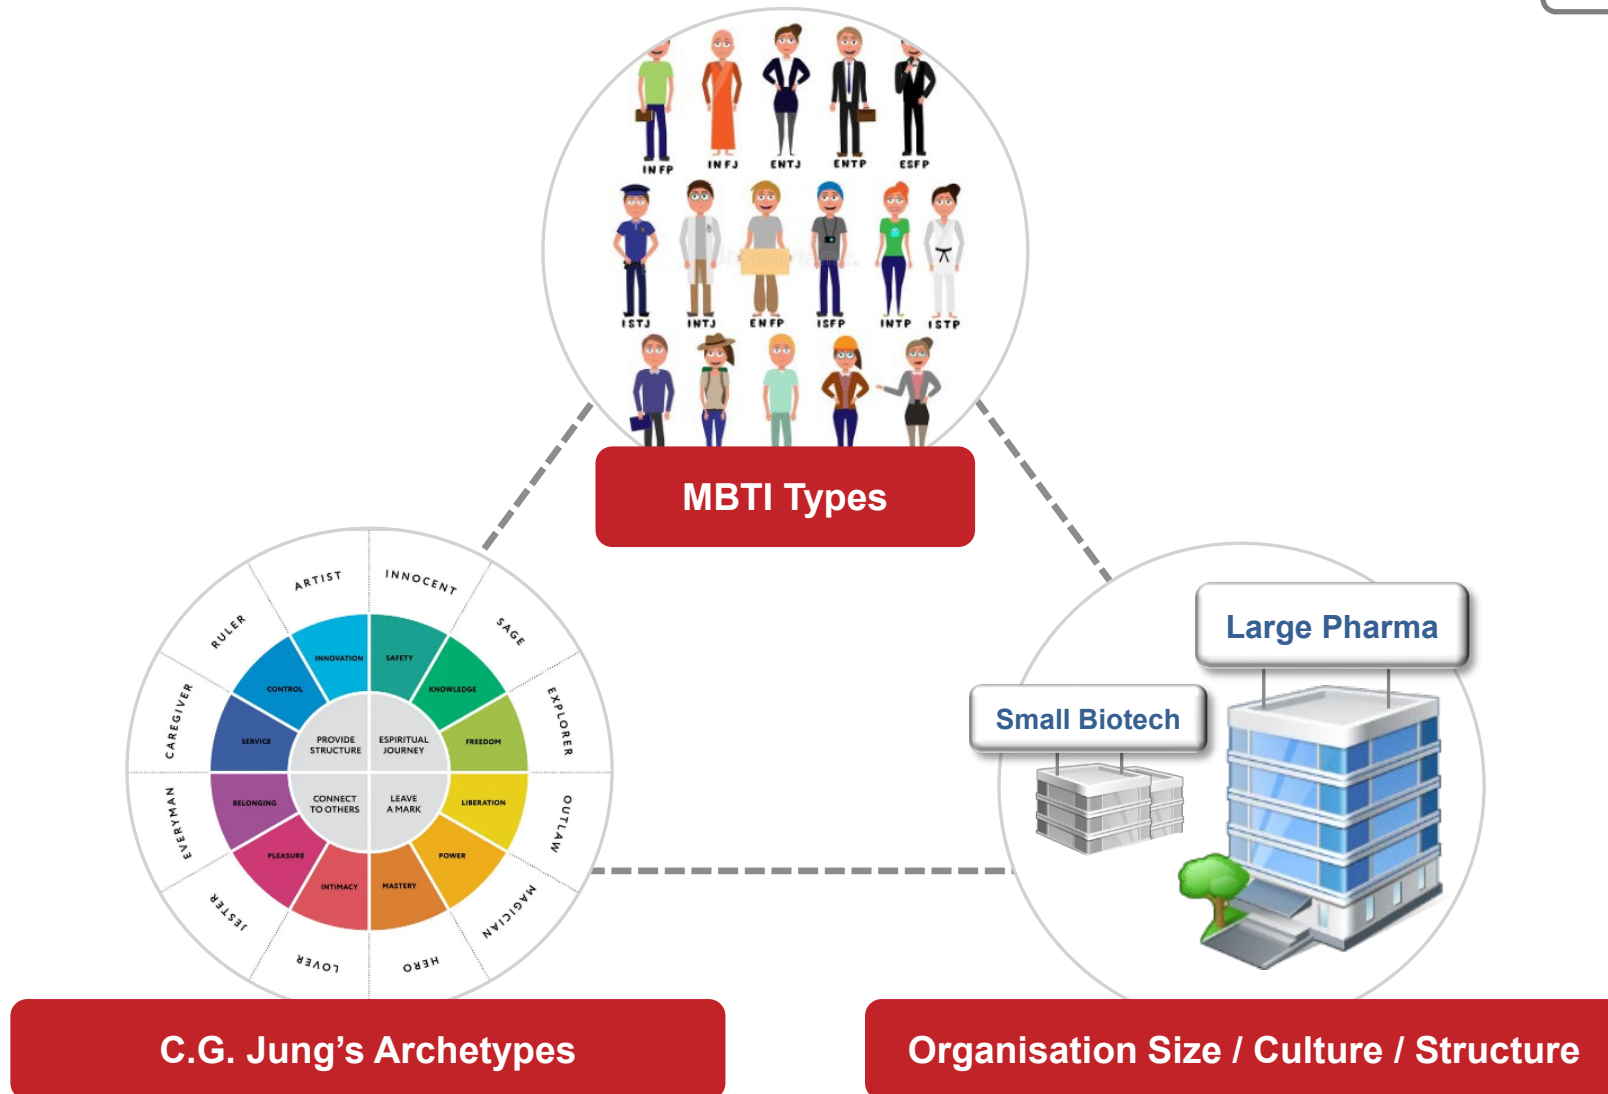 INFP INFJ ENTJ ENTP ESFP
ISTJ INTJ ENFP ISFP INTP ISTP
MBTI Types
ARTIST
INNOCENT
SAGE
EXPLORER
OUTLAW
MAGICIAN
HERO
LOVER
JESTER
EVERYMAN
CAREGIVER
RULER
INNOVATION
SAFETY
KNOWLEDGE
FREEDOM
LIBERATION
POWER
MASTERY
INTIMACY
PLEASURE
BELONGING
SERVICE
CONTROL
PROVIDE
STRUCTURE
ESPIRITUAL
JOURNEY
CONNECT
TO OTHERS
LEAVE
A MARK
C.G. Jung’s Archetypes
Large Pharma
Small Biotech
Organisation Size / Culture / Structure